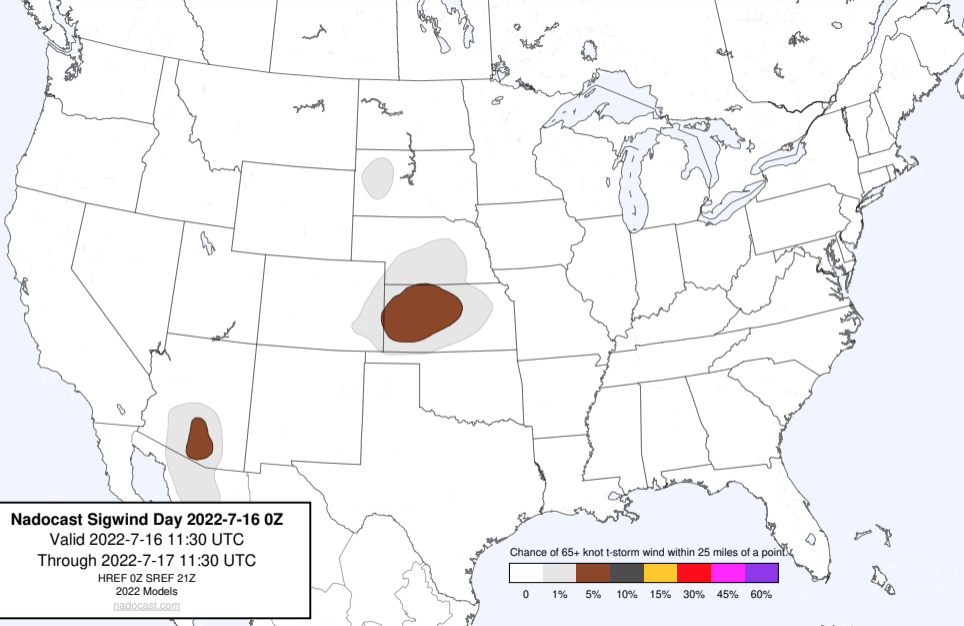 Nadocast Sigwind Day 2022-7-16 0Z
Valid 2022-7-16 11:30 UTC
Through 2022-7-17 11:30 UTC
HREF 0Z SREF 21Z
2022 Models
nadocast.com
Chance of 65+ knot t-storm wind within 25 miles of a point.
0 1% 5% 10% 15% 30% 45% 60%